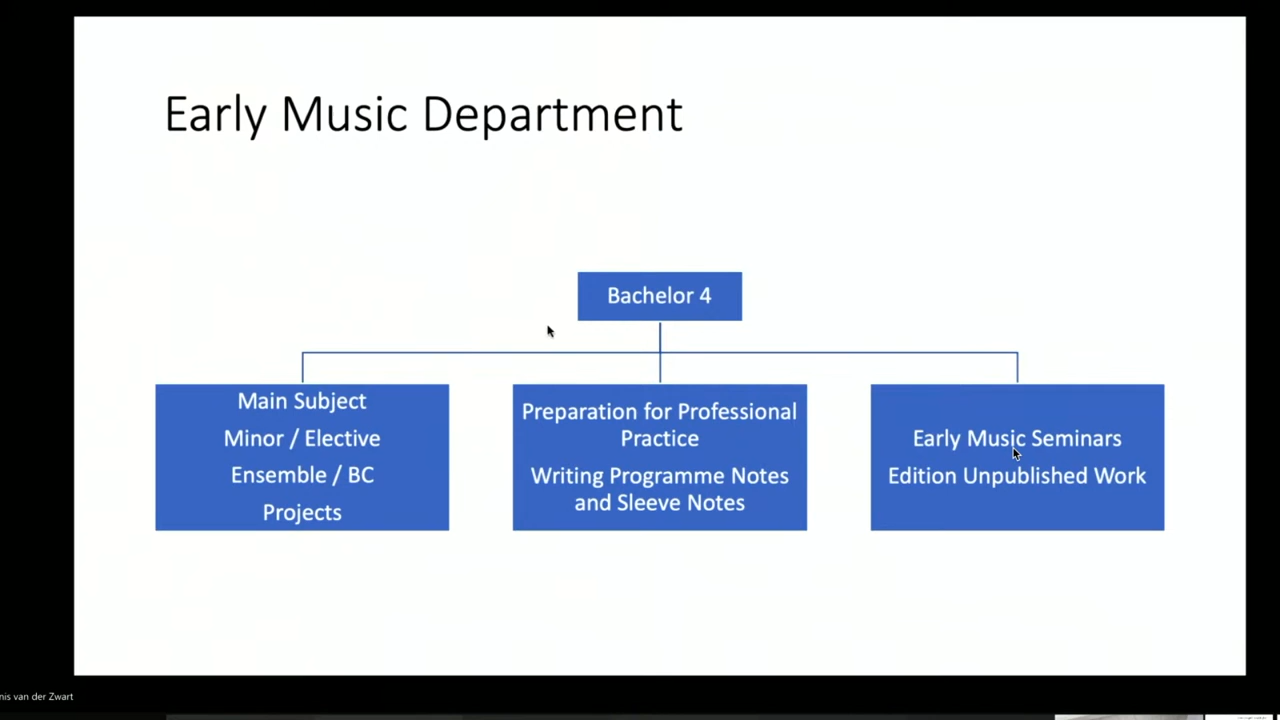 Early Music Department
Bachelor 4
Main Subject
Minor / Elective
Ensemble / BC
Projects
Preparation for Professional
Practice
Writing Programme Notes
and Sleeve Notes
Early Music Seminars
Edition Unpublished Work
van der Zwart